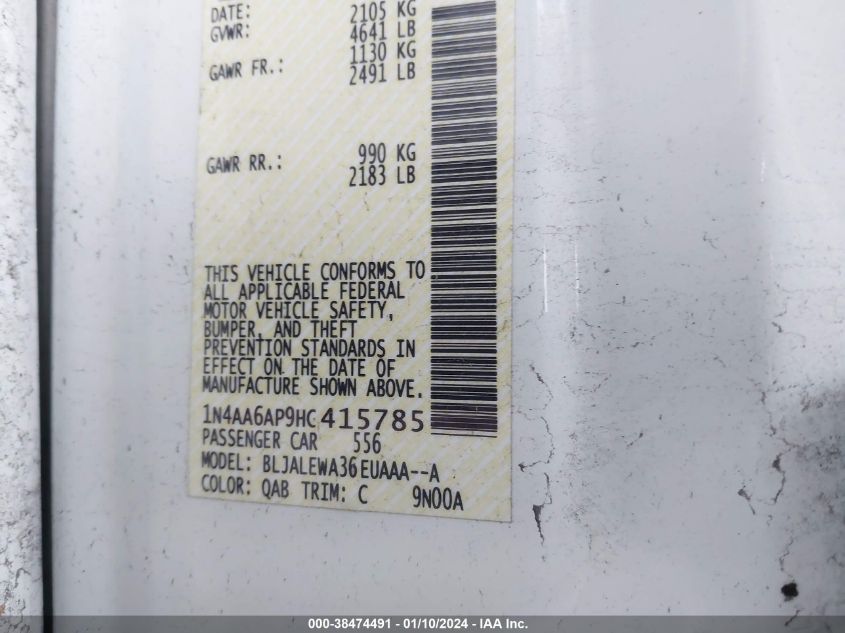 DATE: 2105 KG
GVWR: 4641 LB
1130 KG
GAWR FR.: 2491 LB
GAWR RR.: 990 KG
2183 LB
THIS VEHICLE CONFORMS TO
ALL APPLICABLE FEDERAL
MOTOR VEHICLE SAFETY,
BUMPER, AND THEFT
PREVENTION STANDARDS IN
EFFECT ON THE DATE OF
MANUFACTURE SHOWN ABOVE.
1N4AA6AP9HC415785
PASSENGER CAR 556
MODEL: BLJALEWA36EUAAA--A
COLOR: QAB TRIM: C 9N00A
000-38474491 - 01/10/2024 - IAA Inc.